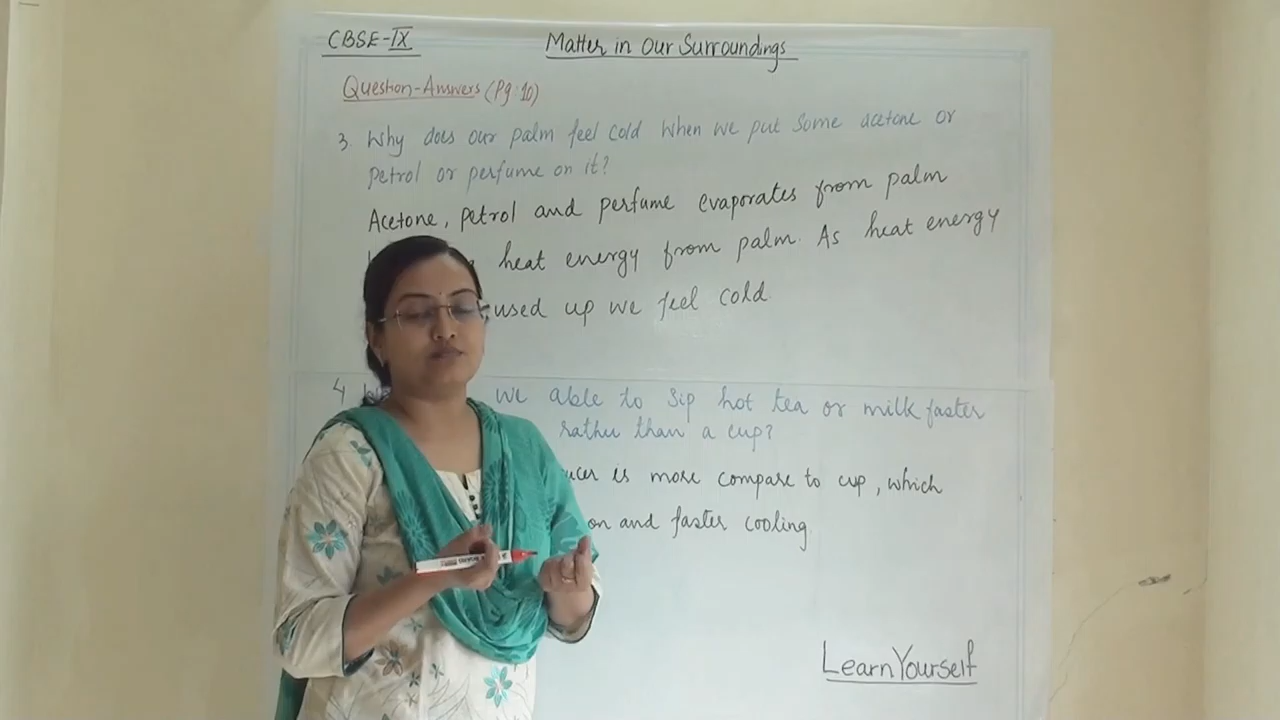 CBSE-IX
Matter in Our Surroundings
Question-Answers (Pg.10)
3. Why does our palm feel cold when we put some acetone or
petrol or perfume on it?
Acetone, petrol and perfume evaporates from palm
heat energy from palm. As heat energy
used up we feel cold.
4. we able to sip hot tea or milk faster
rather than a cup?
is more compare to cup, which
and faster cooling.
LearnYourself